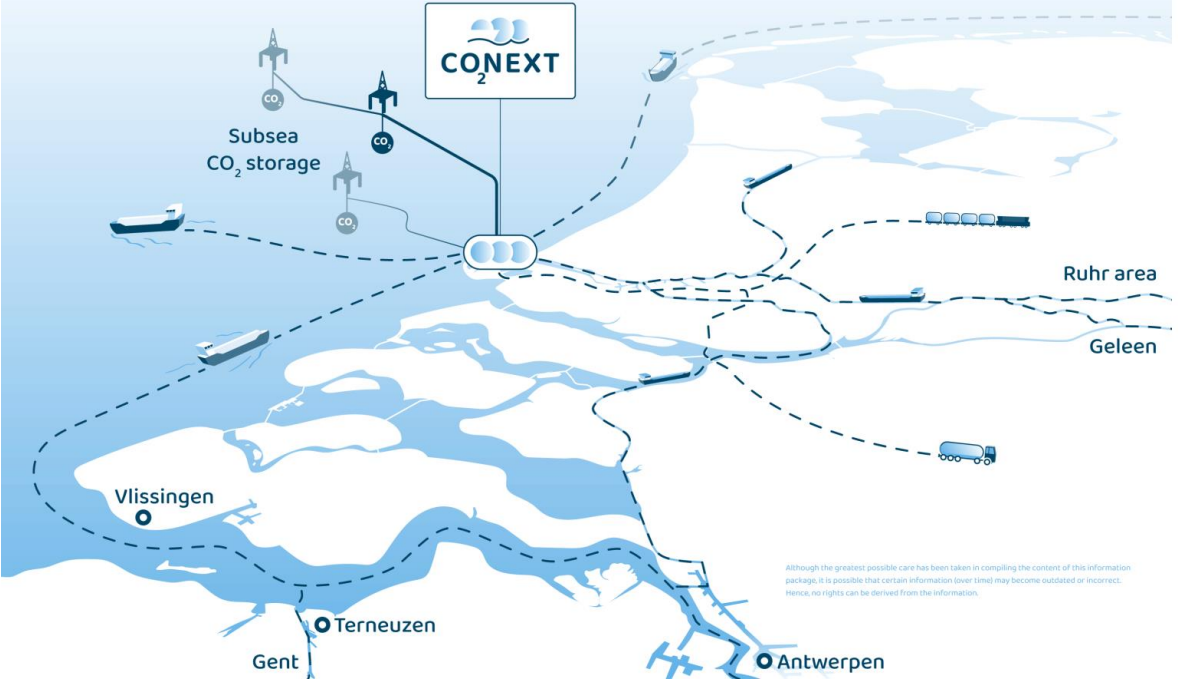 CO₂NEXT
CO₂
CO₂
Subsea
CO₂ storage
CO₂
Ruhr area
Geleen
Vlissingen
Although the greatest possible care has been taken in compiling the content of this information
package, it is possible that certain information (over time) may become outdated or incorrect.
Hence, no rights can be derived from the information.
Terneuzen
Gent
Antwerpen